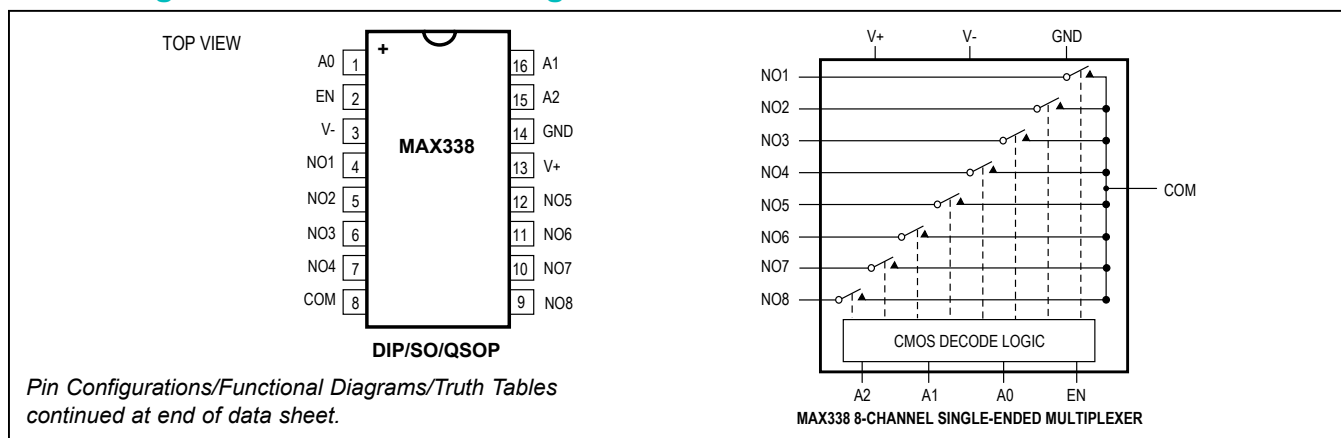 TOP VIEW
+
A0 1
EN 2
V- 3
NO1 4
NO2 5
NO3 6
NO4 7
COM 8
MAX338
16 A1
15 A2
14 GND
13 V+
12 NO5
11 NO6
10 NO7
9 NO8
DIP/SO/QSOP
Pin Configurations/Functional Diagrams/Truth Tables
continued at end of data sheet.
V+ V- GND
NO1
NO2
NO3
NO4
NO5
NO6
NO7
NO8
COM
CMOS DECODE LOGIC
A2 A1 A0 EN
MAX338 8-CHANNEL SINGLE-ENDED MULTIPLEXER